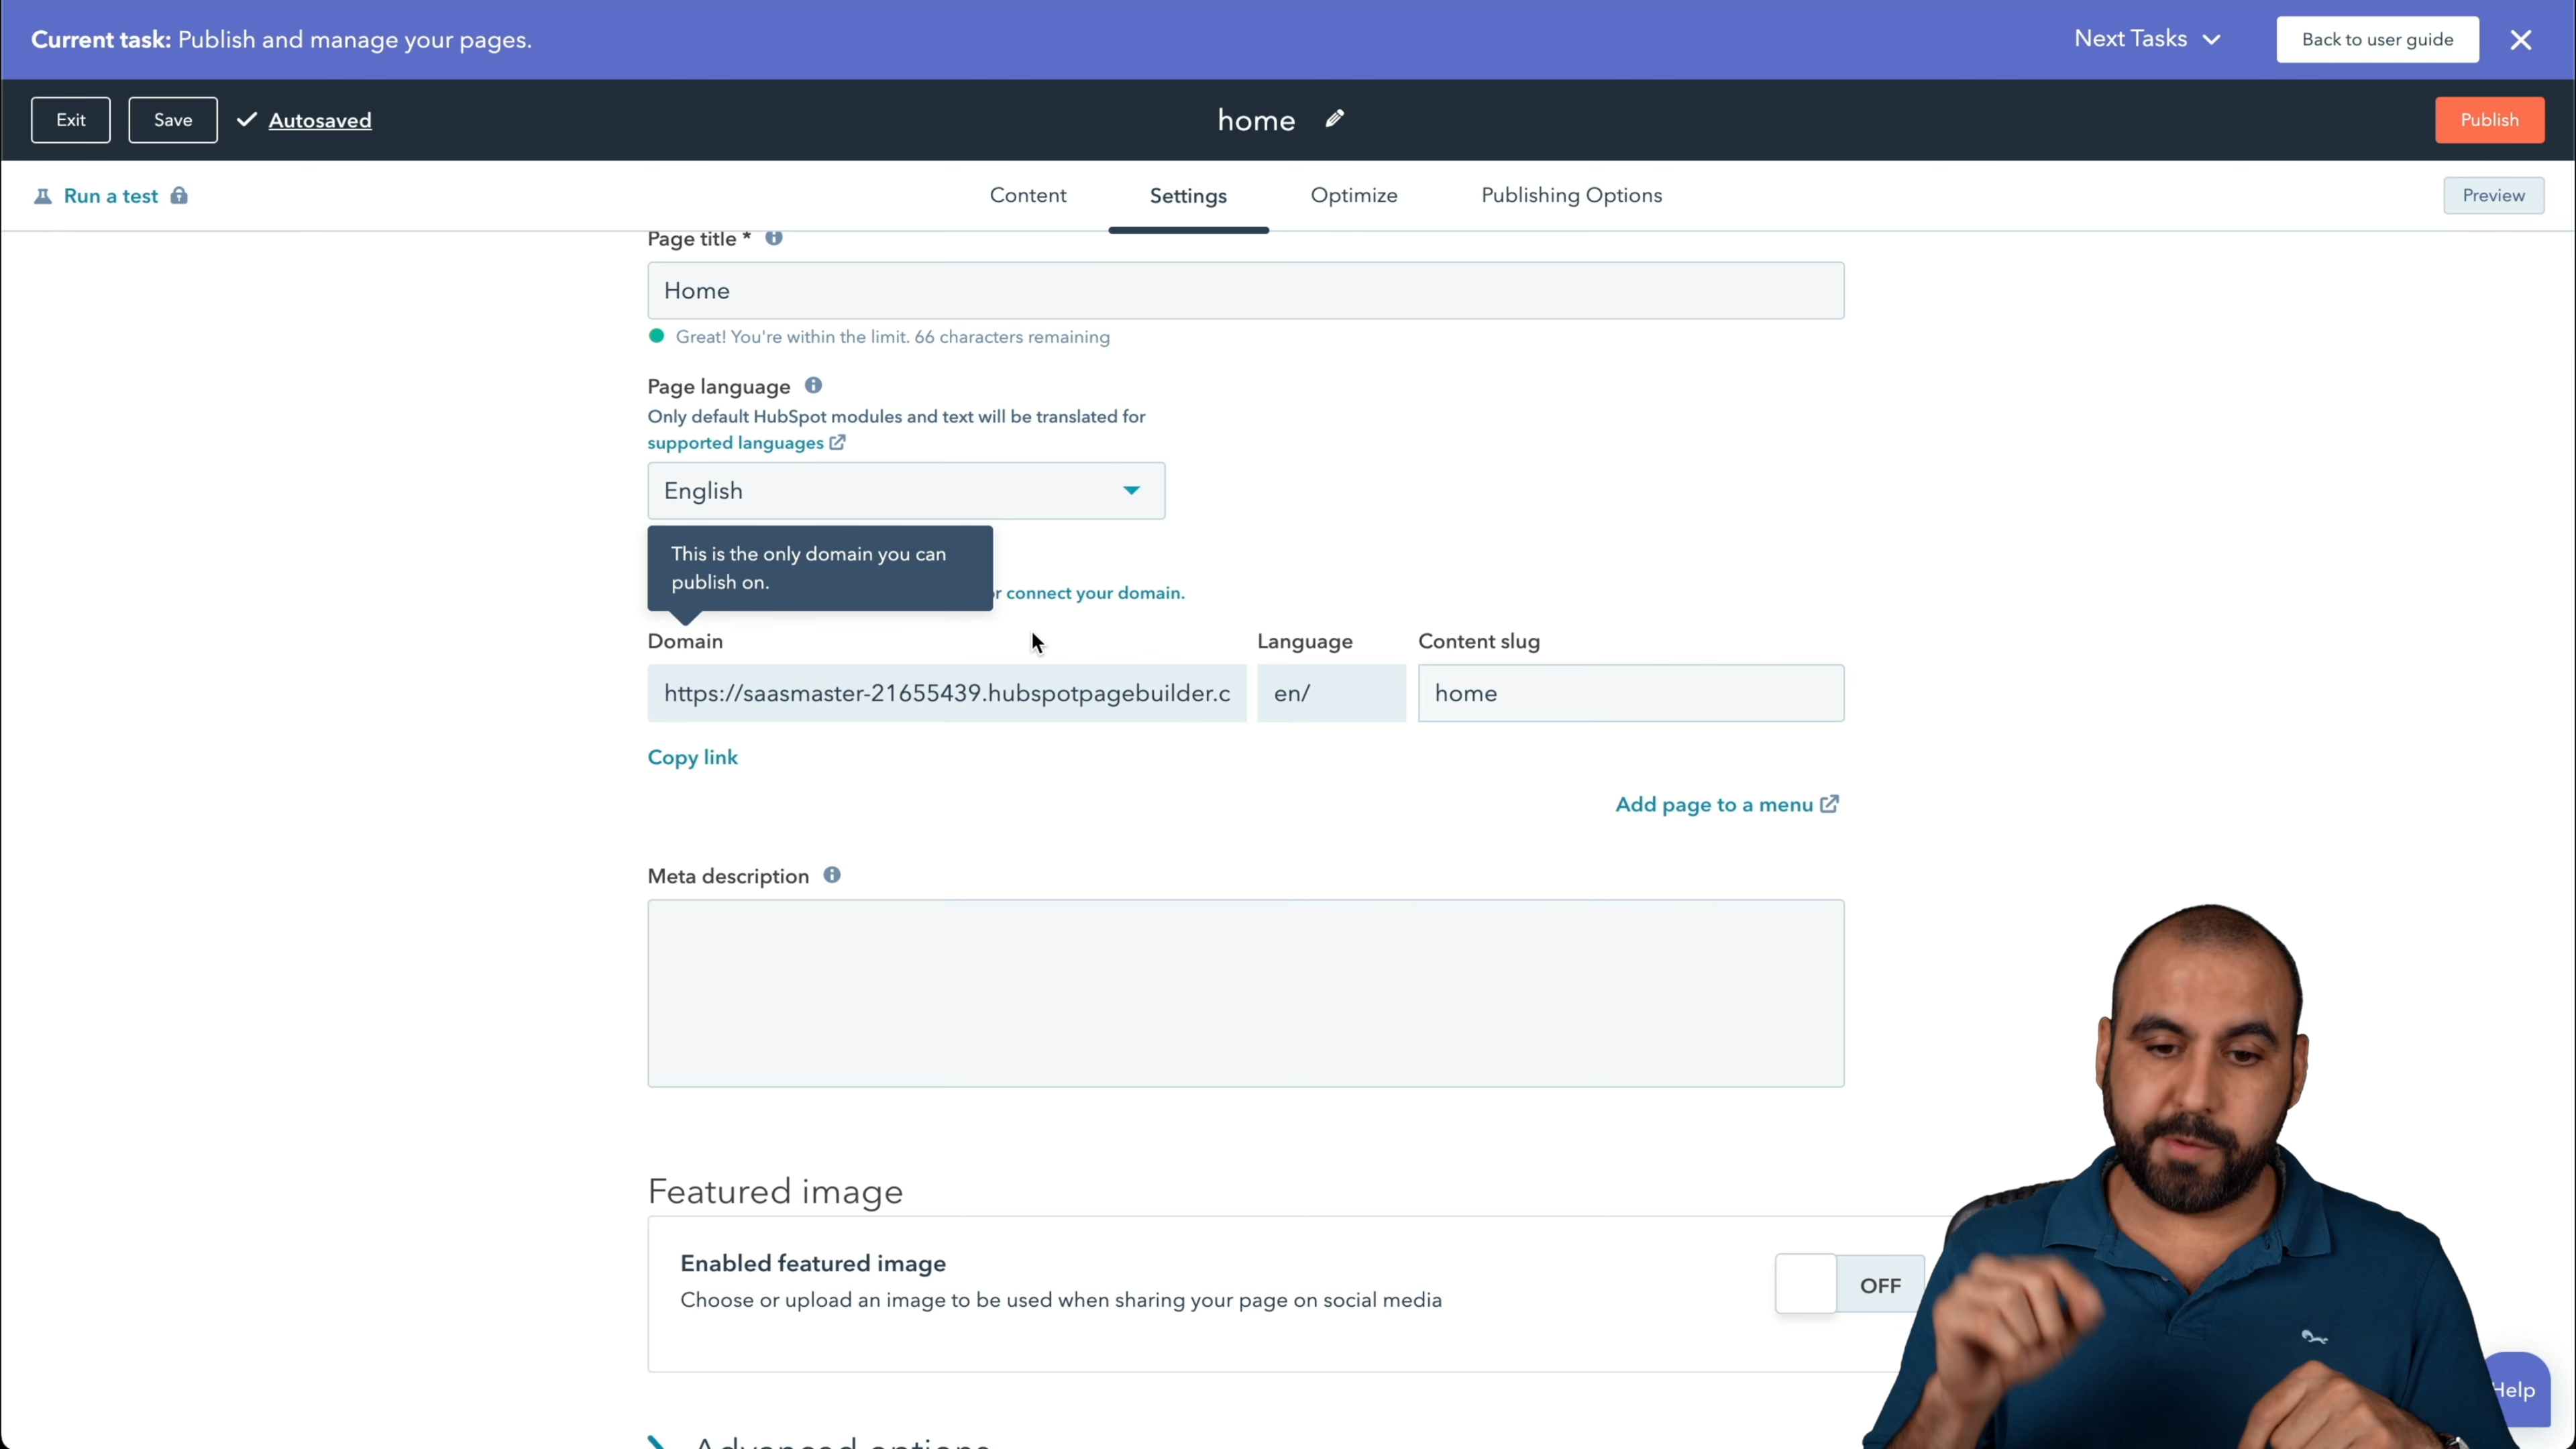 Current task: Publish and manage your pages.
Next Tasks
Back to user guide
Exit
Save
Autosaved
home
Publish
Run a test
Content
Settings
Optimize
Publishing Options
Preview
Page title *
Home
Great! You're within the limit. 66 characters remaining
Page language
Only default HubSpot modules and text will be translated for
supported languages
English
This is the only domain you can
publish on.
connect your domain.
Domain
Language
Content slug
https://saasmaster-21655439.hubspotpagebuilder.c
en/
home
Copy link
Add page to a menu
Meta description
Featured image
Enabled featured image
Choose or upload an image to be used when sharing your page on social media
OFF
Help
Advanced options